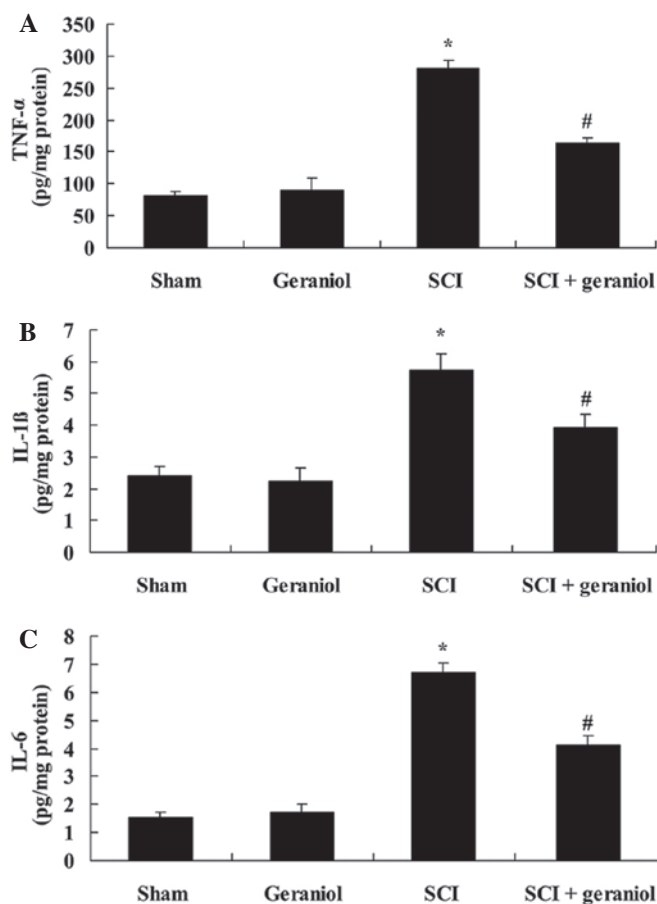 A
TNF-α
(pg/mg protein)
350
300
250
200
150
100
50
0
*
#
Sham Geraniol SCI SCI + geraniol
B
IL-1ß
(pg/mg protein)
7
6
5
4
3
2
1
0
*
#
Sham Geraniol SCI SCI + geraniol
C
IL-6
(pg/mg protein)
8
7
6
5
4
3
2
1
0
*
#
Sham Geraniol SCI SCI + geraniol